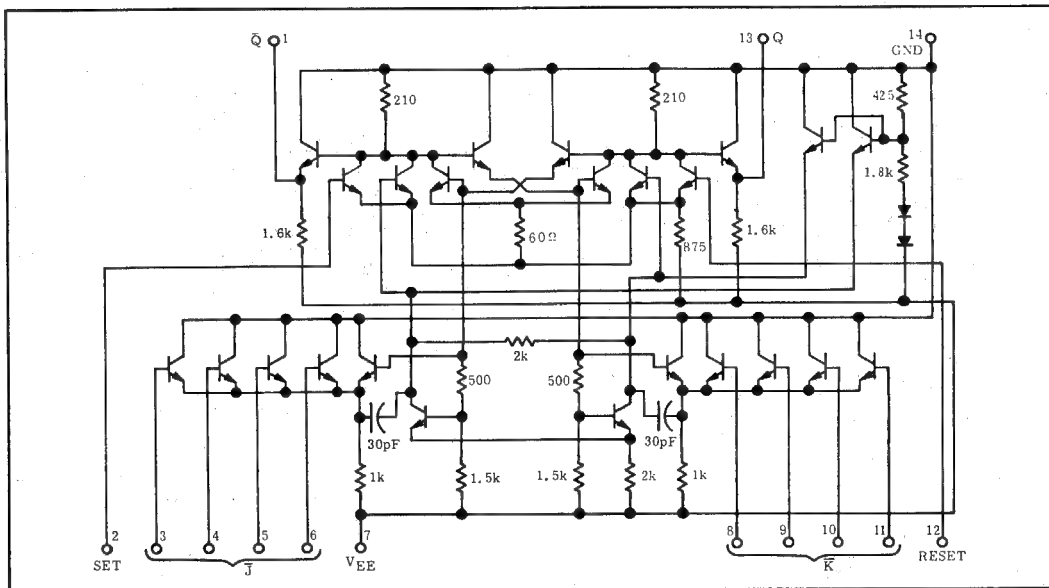 Q̄ 1
13 Q
14
GND
210
210
425
1.8k
1.6k
60Ω
875
1.6k
2k
500
500
30pF
30pF
1k
1.5k
1.5k
2k
1k
2
3
4
5
6
7
8
9
10
11
12
SET
J̄
VEE
K̄
RESET